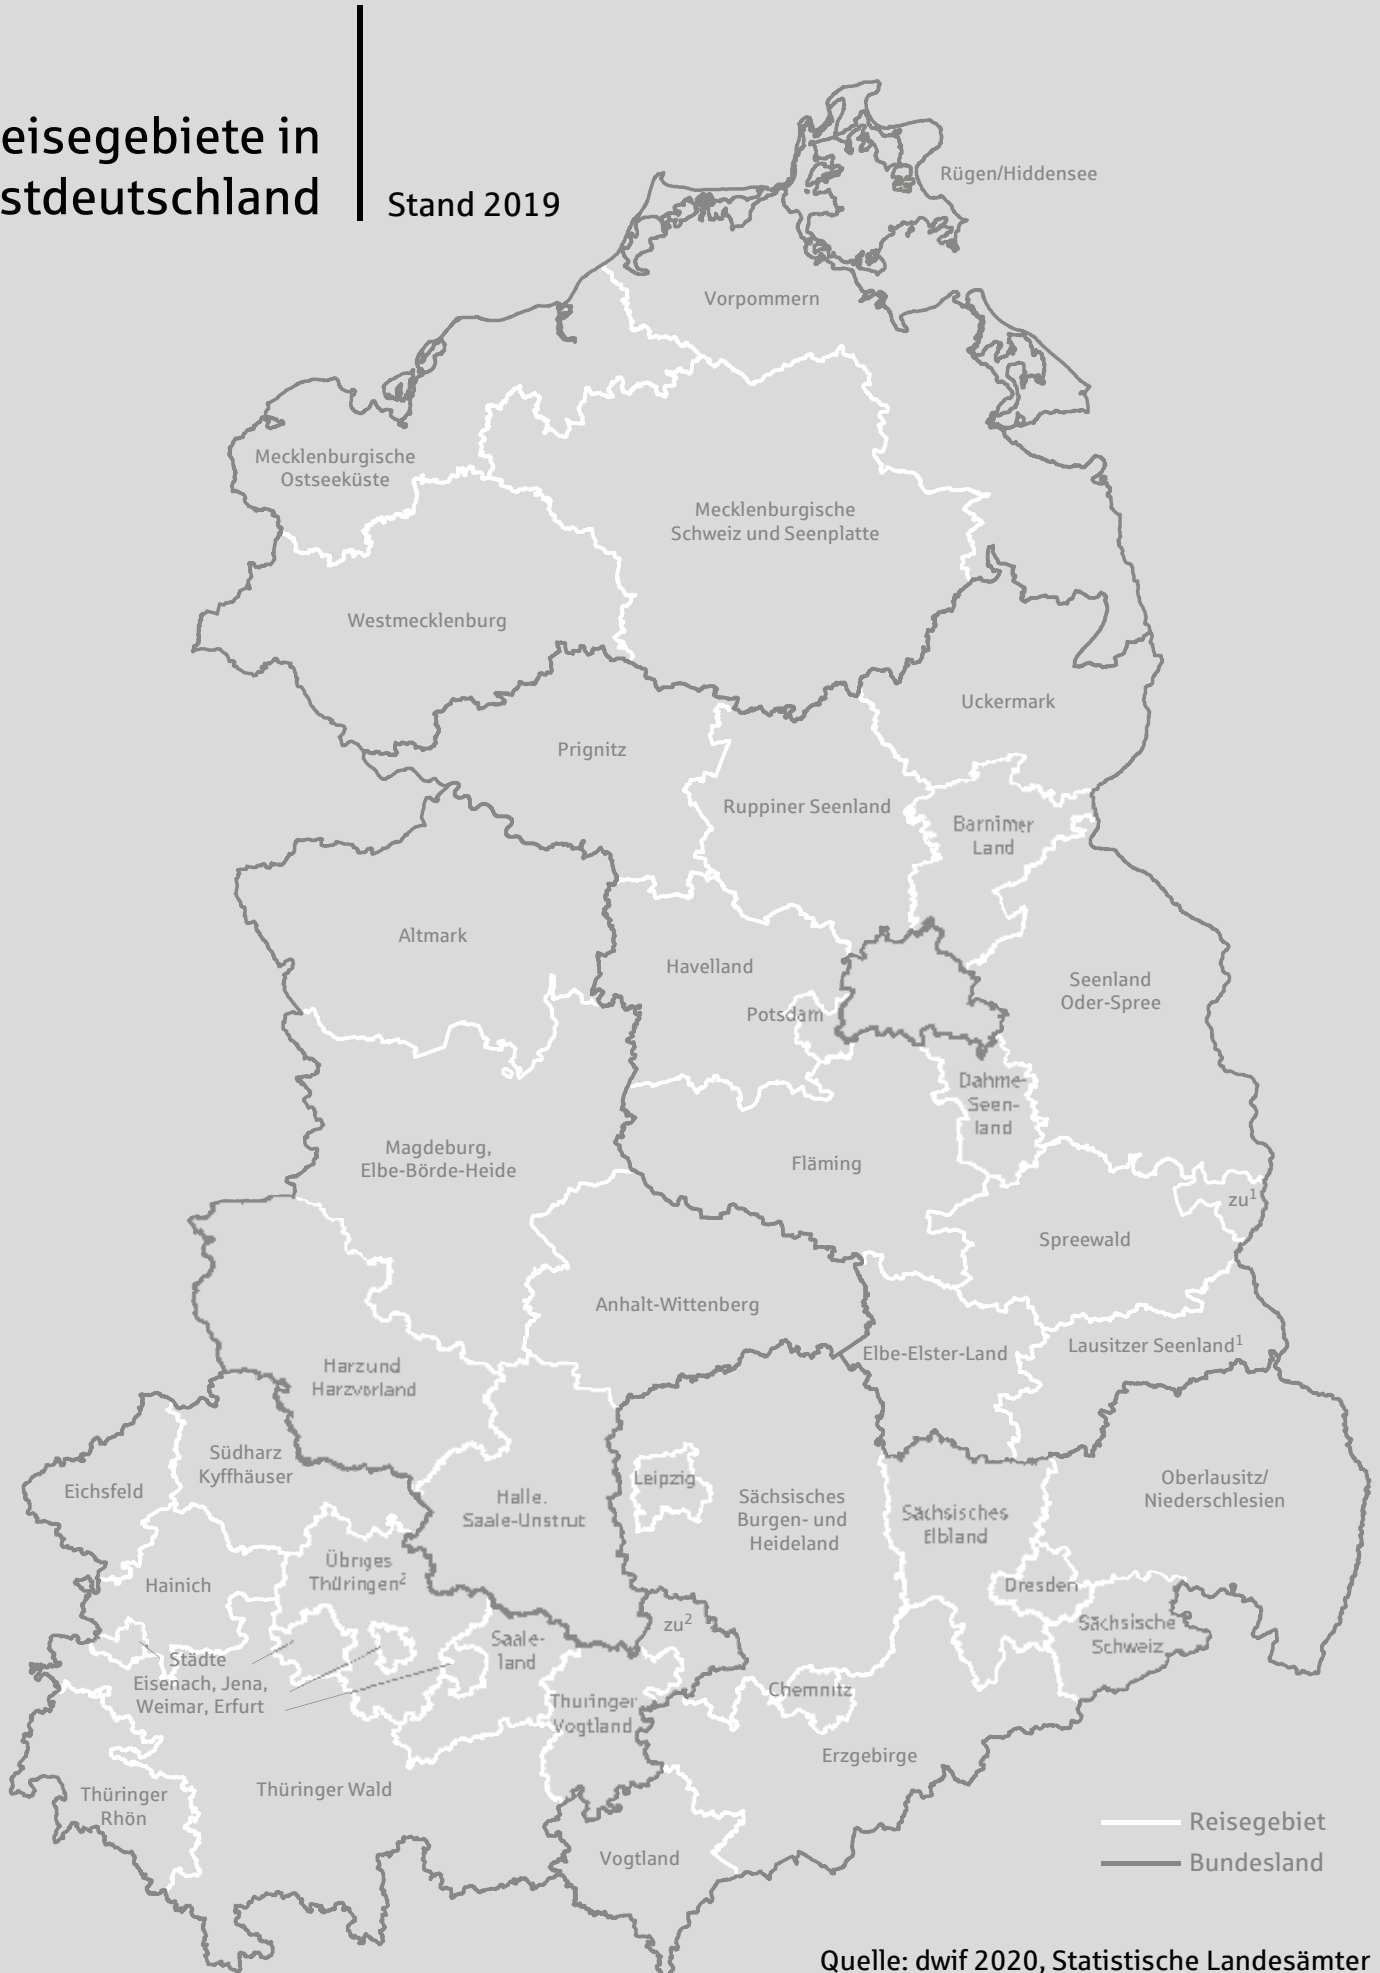 eisegebiete in
stdeutschland
Stand 2019
Rügen/Hiddensee
Vorpommern
Mecklenburgische
Ostseeküste
Mecklenburgische
Schweiz und Seenplatte
Westmecklenburg
Uckermark
Prignitz
Ruppiner Seenland
Barnimer
Land
Altmark
Havelland
Seenland
Oder-Spree
Potsdam
Dahme-
Seen-
land
Magdeburg,
Elbe-Börde-Heide
Fläming
zu¹
Spreewald
Anhalt-Wittenberg
Elbe-Elster-Land
Lausitzer Seenland¹
Harz und
Harzvorland
Südharz
Kyffhäuser
Eichsfeld
Halle.
Saale-Unstrut
Leipzig
Sächsisches
Burgen- und
Heideland
Sächsisches
Elbland
Oberlausitz/
Niederschlesien
Übriges
Thüringen²
Hainich
Dresden
zu²
Sächsische
Schweiz
Saale-
land
Städte
Eisenach, Jena,
Weimar, Erfurt
Chemnitz
Thüringer
Vogtland
Erzgebirge
Thüringer
Rhön
Thüringer Wald
Vogtland
Reisegebiet
Bundesland
Quelle: dwif 2020, Statistische Landesämter